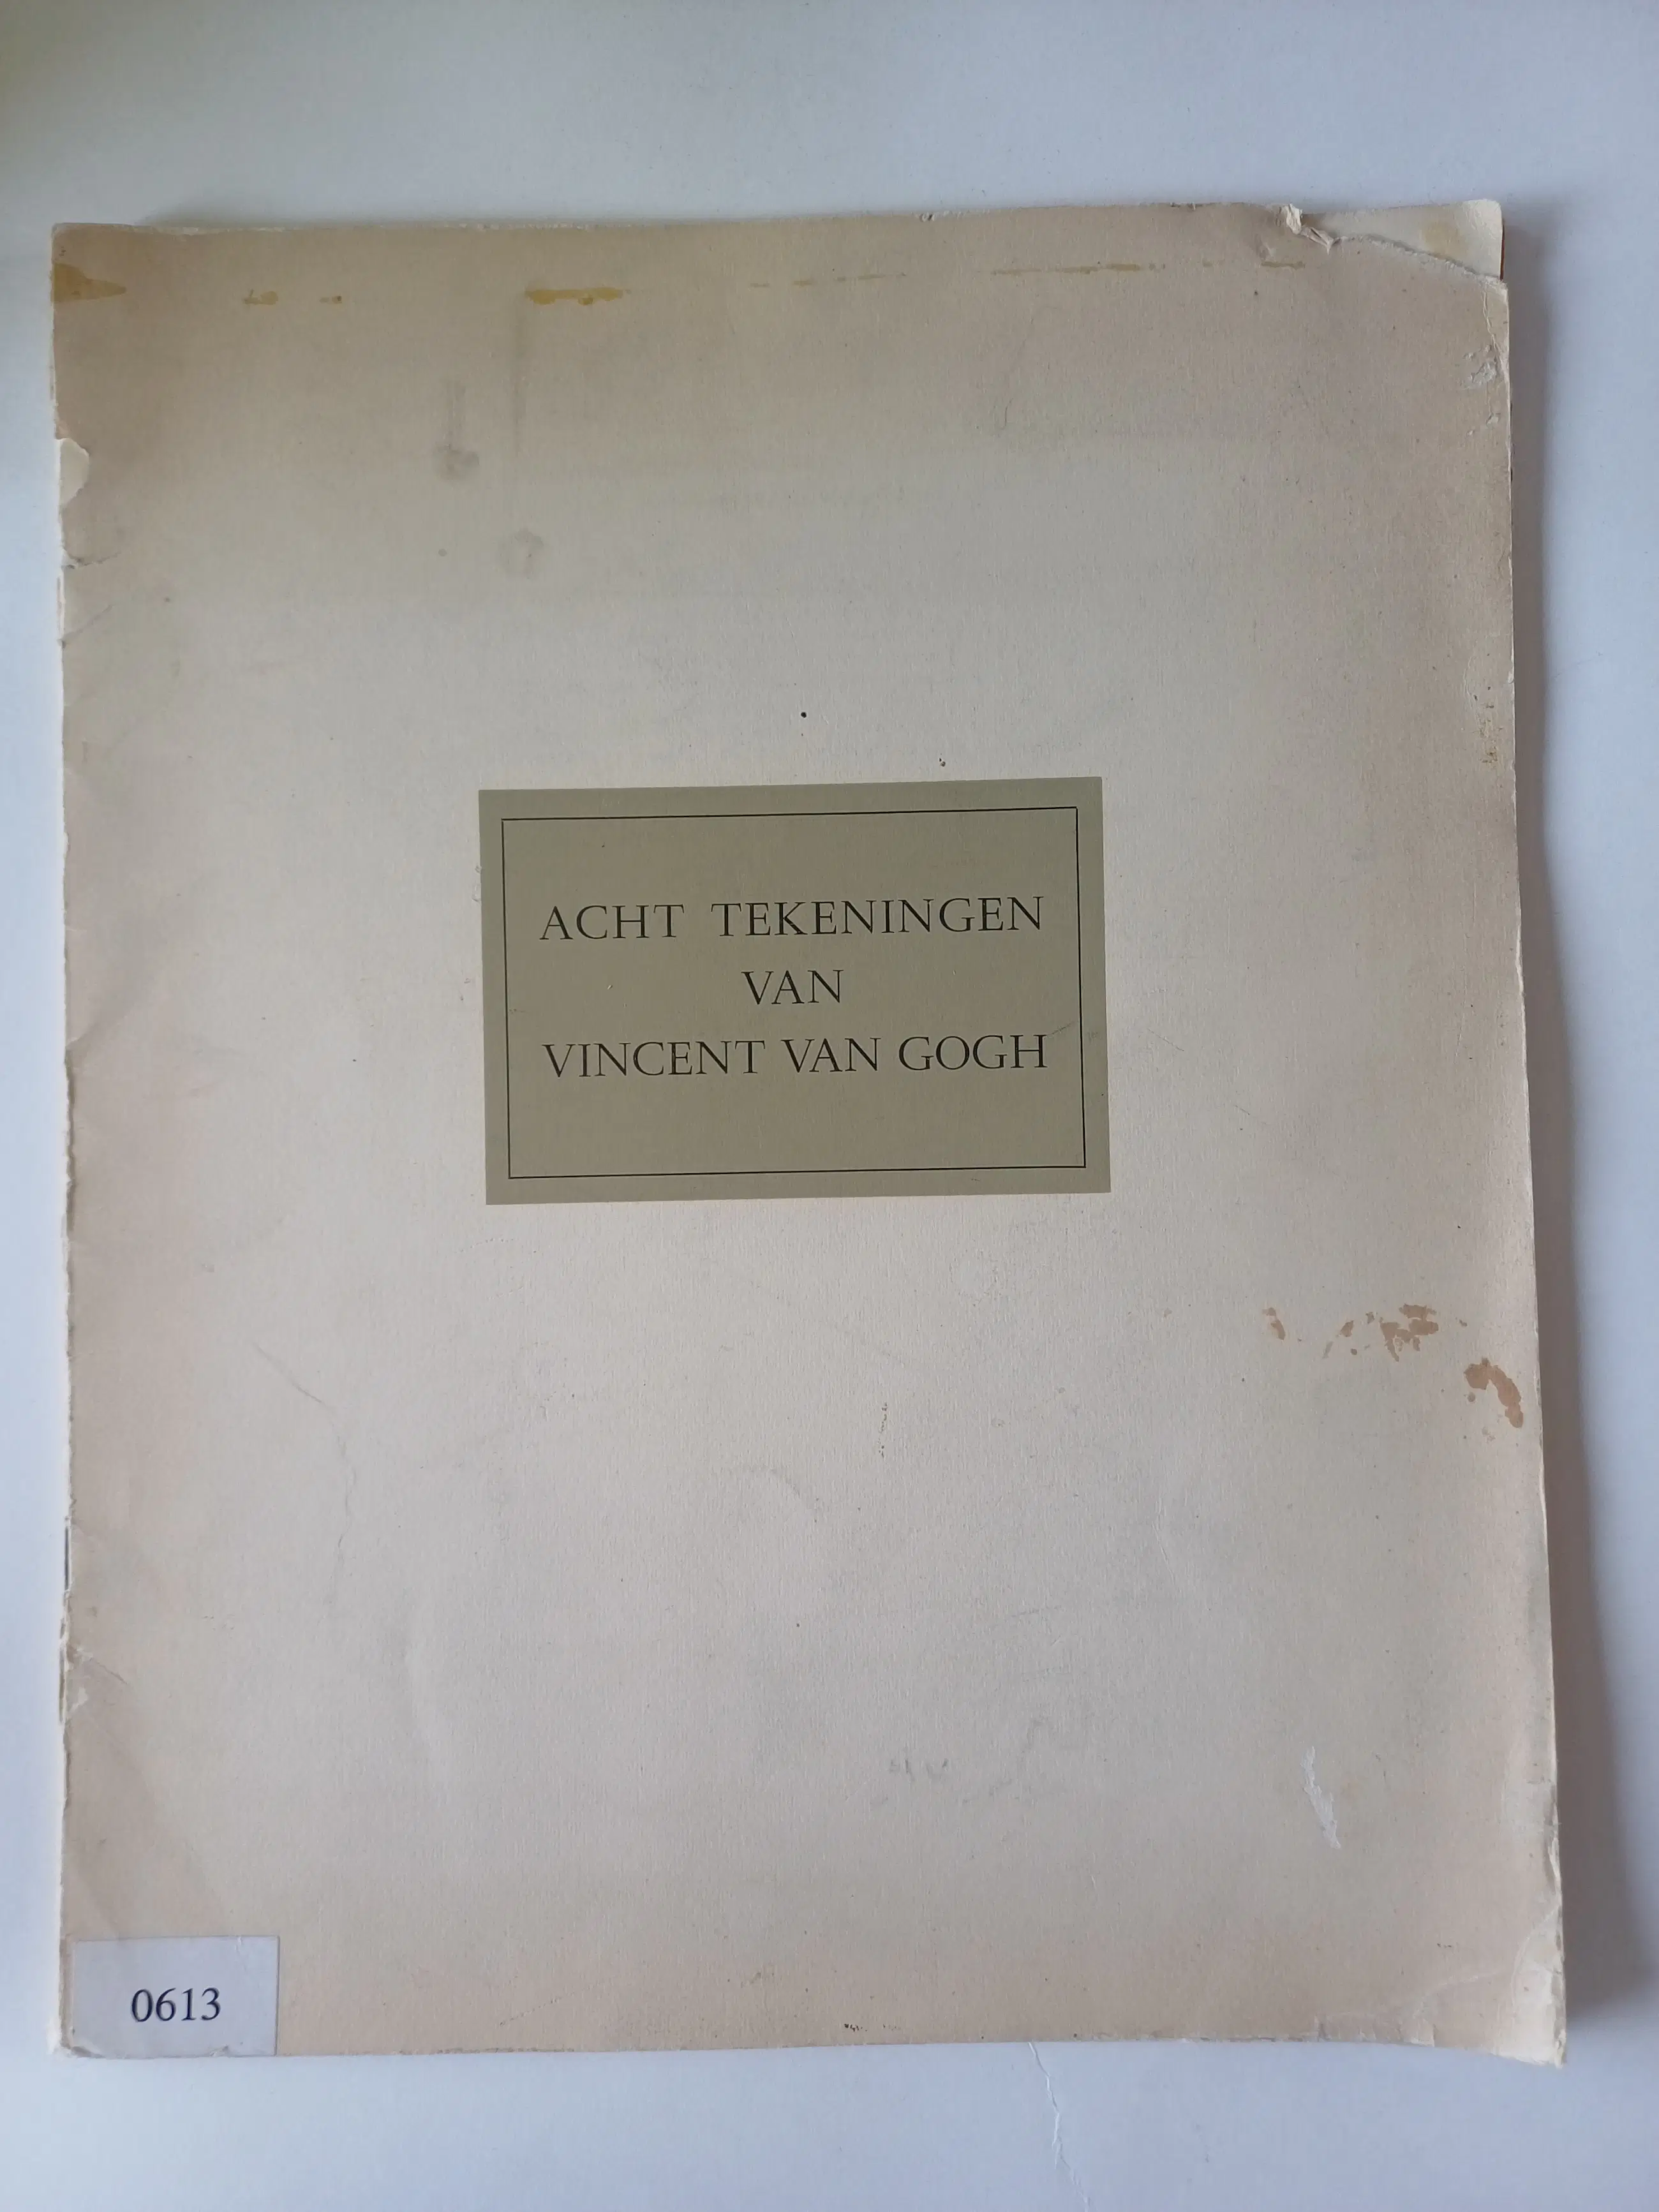 ACHT TEKENINGEN
VAN
VINCENT VAN GOGH
0613